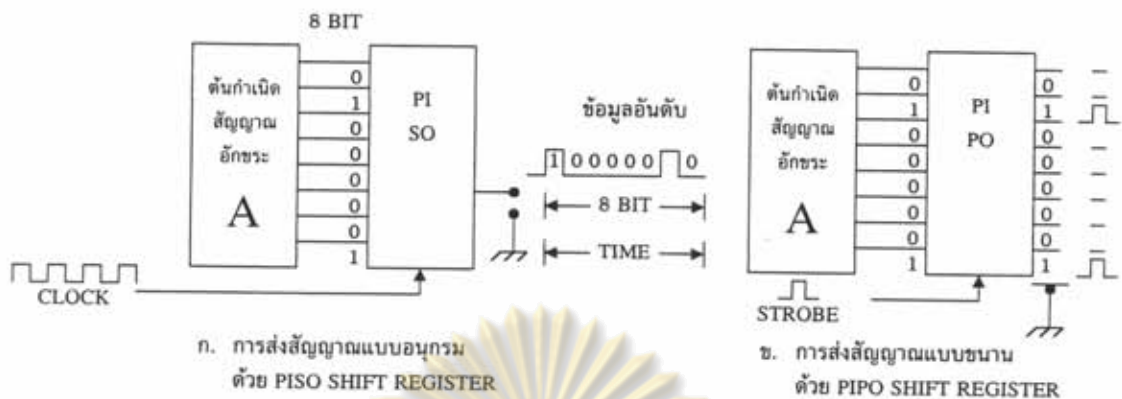 8 BIT
ต้นกำเนิด
สัญญาณ
อักขระ
A
0
1
0
0
0
0
0
1
PI
SO
CLOCK
ข้อมูลอันดับ
1 0 0 0 0 0 0
8 BIT
TIME
ก. การส่งสัญญาณแบบอนุกรม
ด้วย PISO SHIFT REGISTER
ต้นกำเนิด
สัญญาณ
อักขระ
A
0
1
0
0
0
0
0
1
PI
PO
0
1
0
0
0
0
0
1
STROBE
ข. การส่งสัญญาณแบบขนาน
ด้วย PIPO SHIFT REGISTER